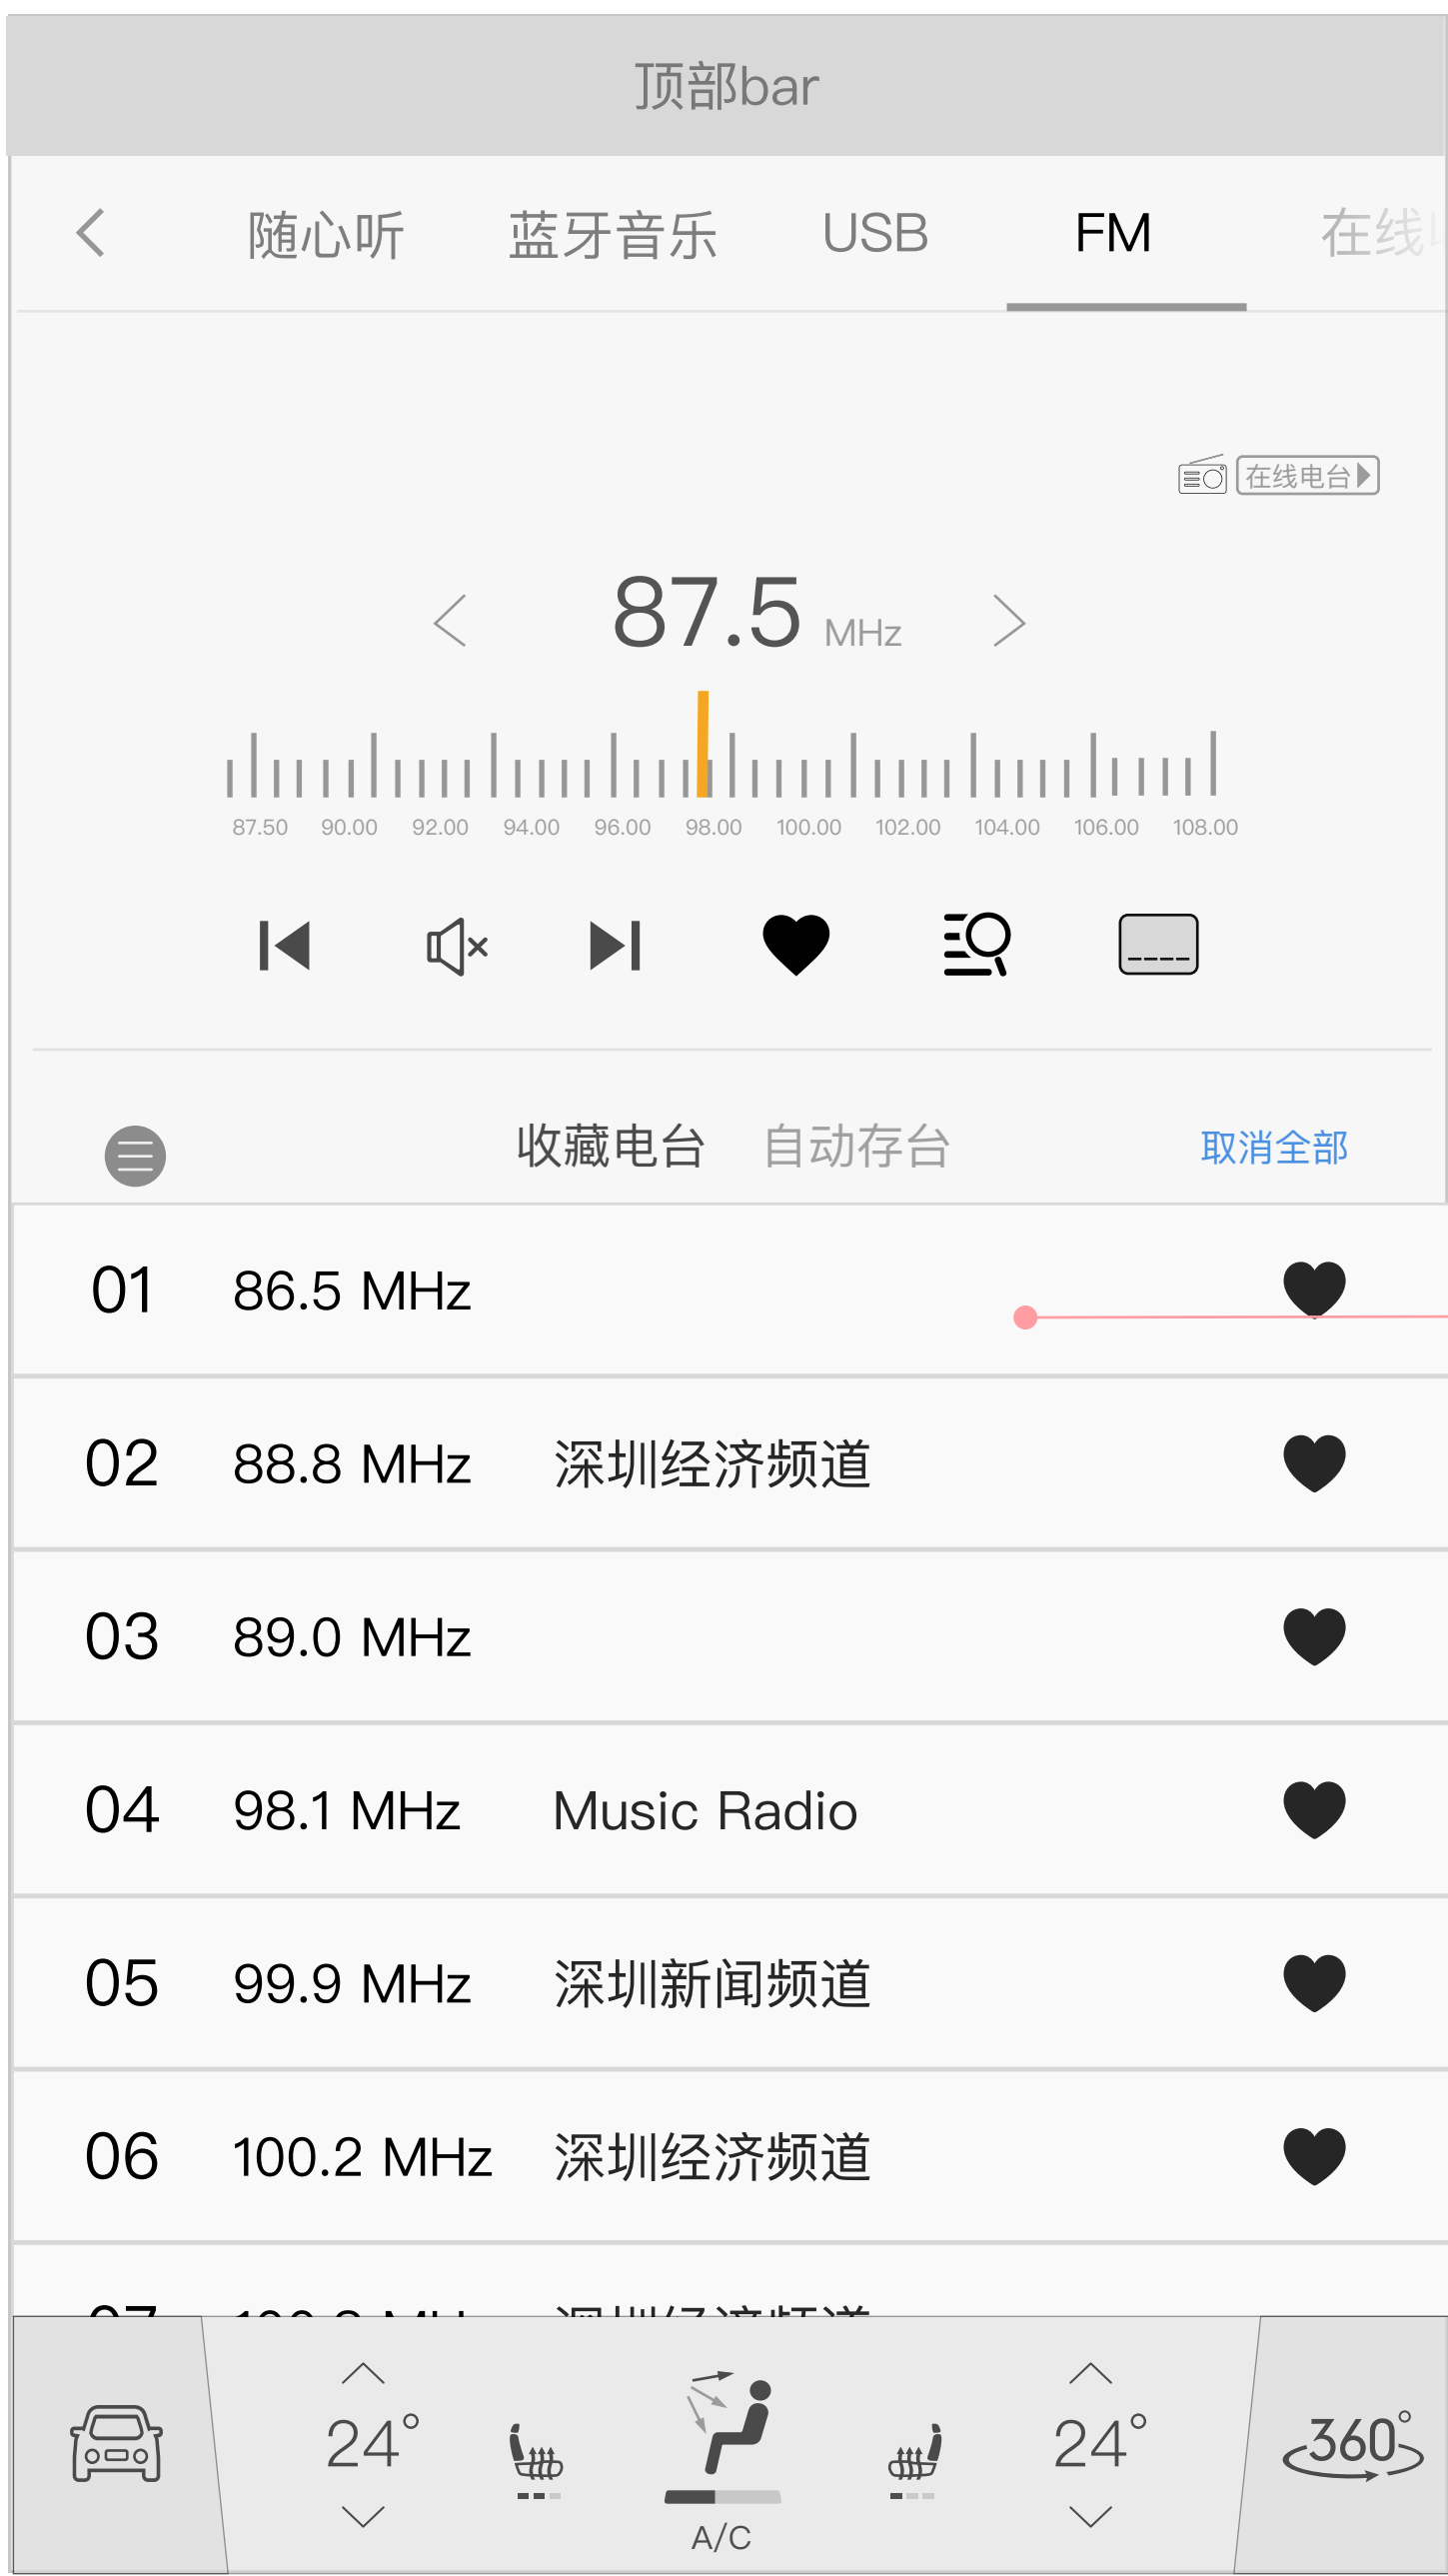 顶部bar
随心听 蓝牙音乐 USB FM 在线
在线电台
87.5 MHz
87.50 90.00 92.00 94.00 96.00 98.00 100.00 102.00 104.00 106.00 108.00
收藏电台 自动存台 取消全部
01 86.5 MHz
02 88.8 MHz 深圳经济频道
03 89.0 MHz
04 98.1 MHz Music Radio
05 99.9 MHz 深圳新闻频道
06 100.2 MHz 深圳经济频道
24° 24° 360°
A/C